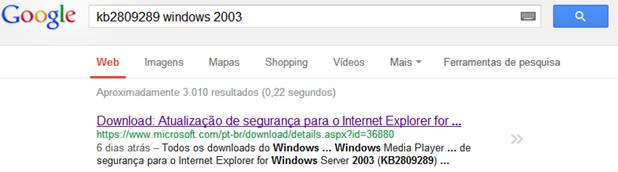 Google kb2809289 windows 2003
Web Imagens Mapas Shopping Vídeos Mais Ferramentas de pesquisa
Aproximadamente 3.010 resultados (0,22 segundos)
Download: Atualização de segurança para o Internet Explorer for ...
https://www.microsoft.com/pt-br/download/details.aspx?id=36880
6 dias atrás – Todos os downloads do Windows ... Windows Media Player ... de
segurança para o Internet Explorer for Windows Server 2003 (KB2809289) ...